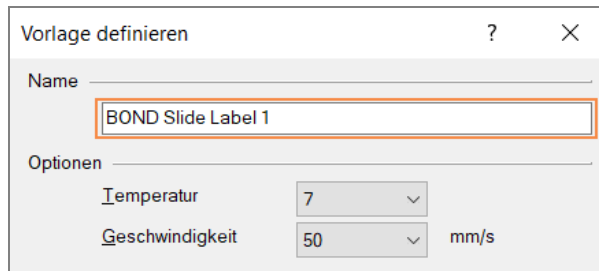 Vorlage definieren ?
Name
BOND Slide Label 1
Optionen
Temperatur 7
Geschwindigkeit 50 mm/s